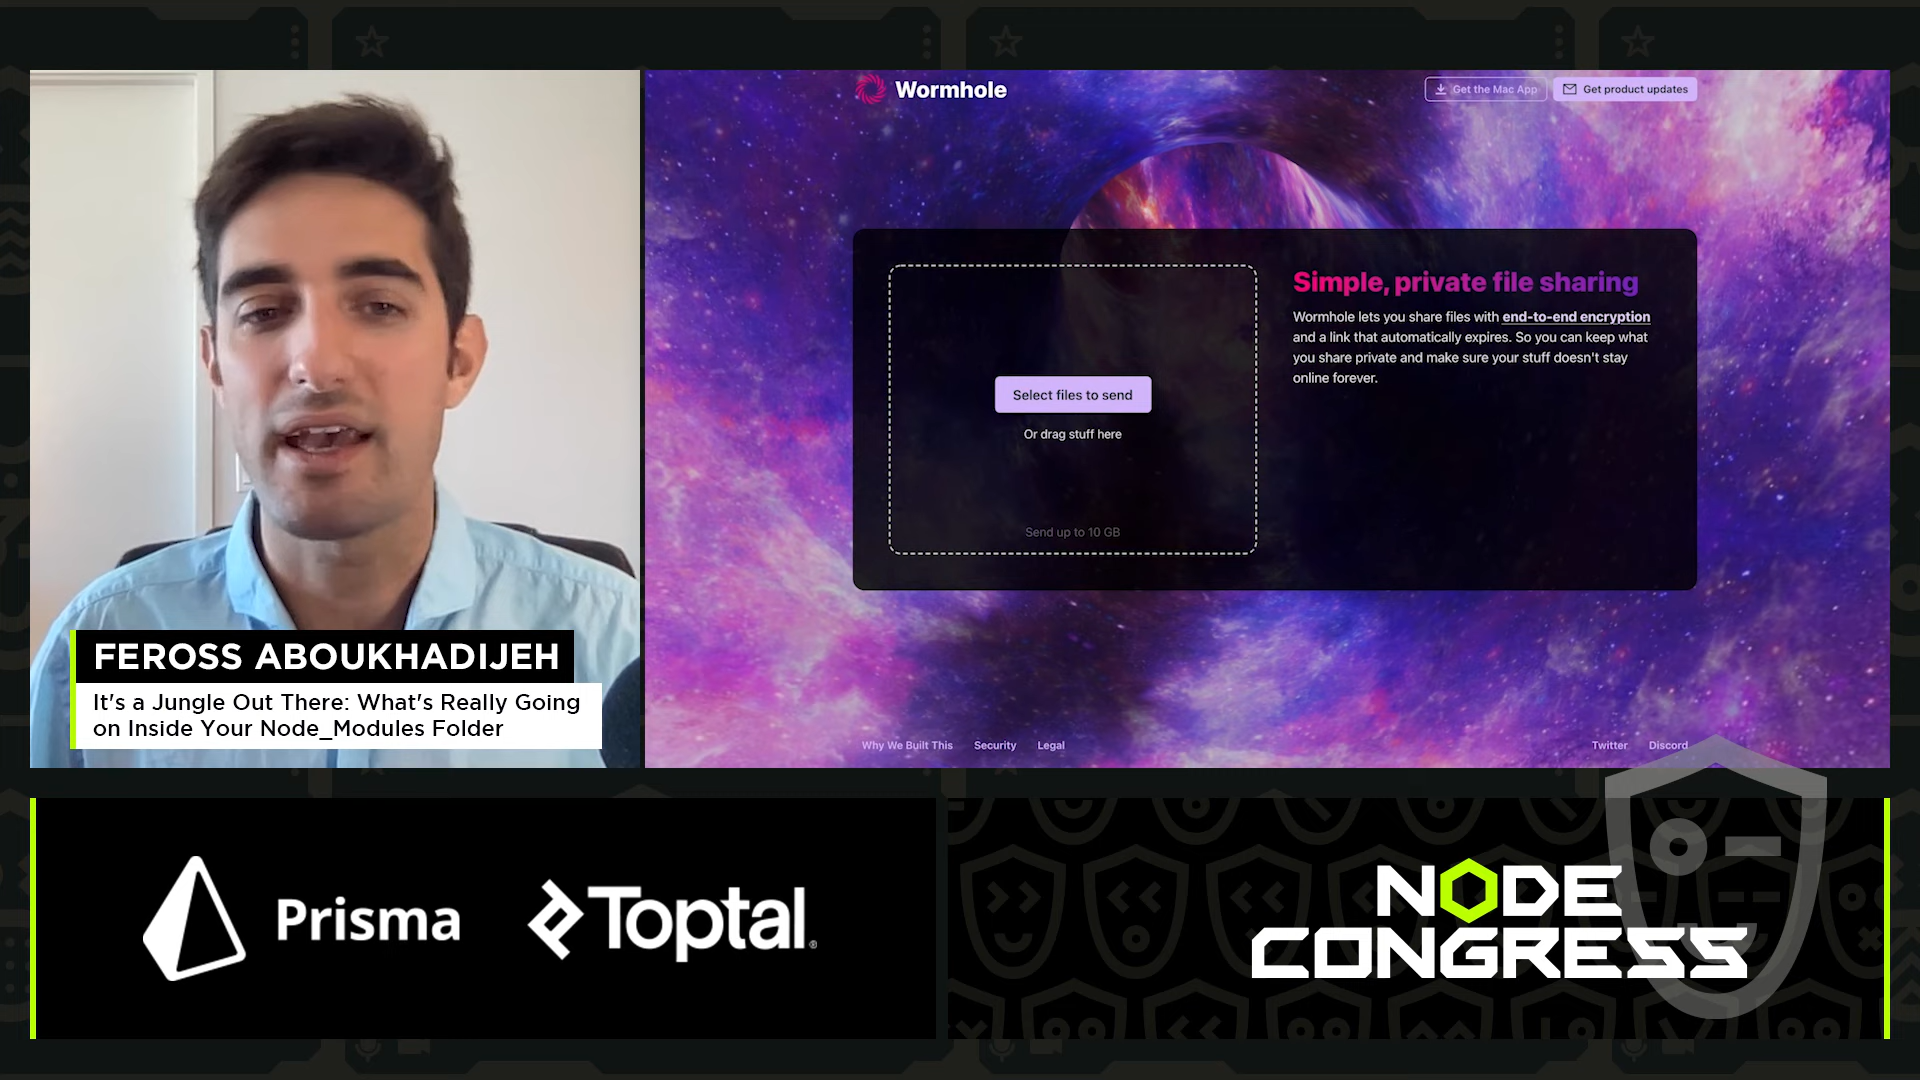 Wormhole
Get the Mac App
Get product updates
Select files to send
Or drag stuff here
Send up to 10 GB
Simple, private file sharing
Wormhole lets you share files with end-to-end encryption
and a link that automatically expires. So you can keep what
you share private and make sure your stuff doesn't stay
online forever.
Why We Built This
Security
Legal
Twitter
Discord
FEROSS ABOUKHADIJEH
It's a Jungle Out There: What's Really Going
on Inside Your Node_Modules Folder
Prisma
Toptal®
NODE
CONGRESS